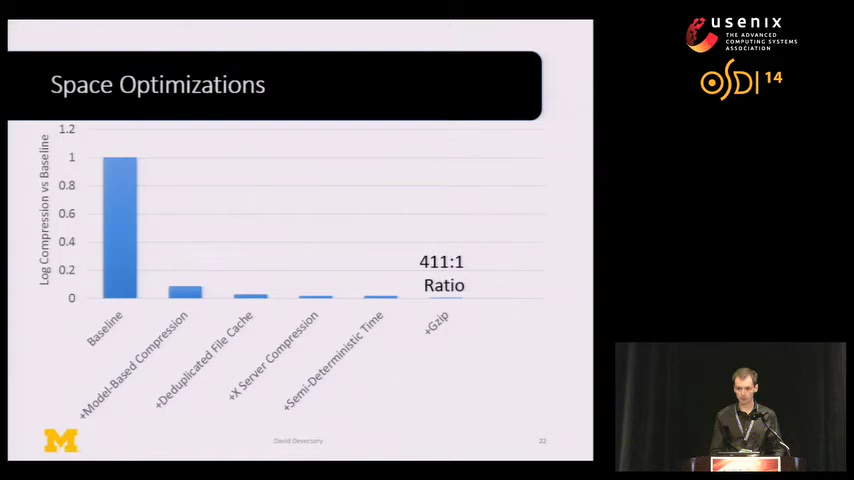 usenix
THE ADVANCED
COMPUTING SYSTEMS
ASSOCIATION
OSDI 14
Space Optimizations
Log Compression vs Baseline
1.2
1
0.8
0.6
0.4
0.2
0
411:1
Ratio
Baseline
+Model-Based Compression
+Deduplicated File Cache
+X Server Compression
+Semi-Deterministic Time
+Gzip
M
David Devecsery
22
usenix